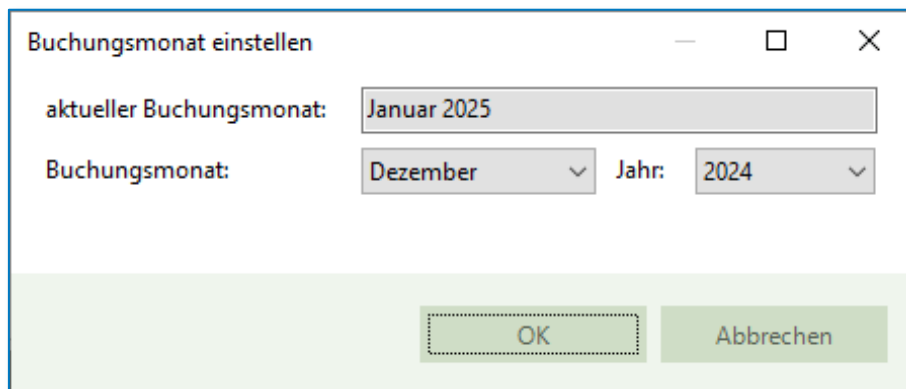 Buchungsmonat einstellen
aktueller Buchungsmonat: Januar 2025
Buchungsmonat: Dezember Jahr: 2024
OK Abbrechen